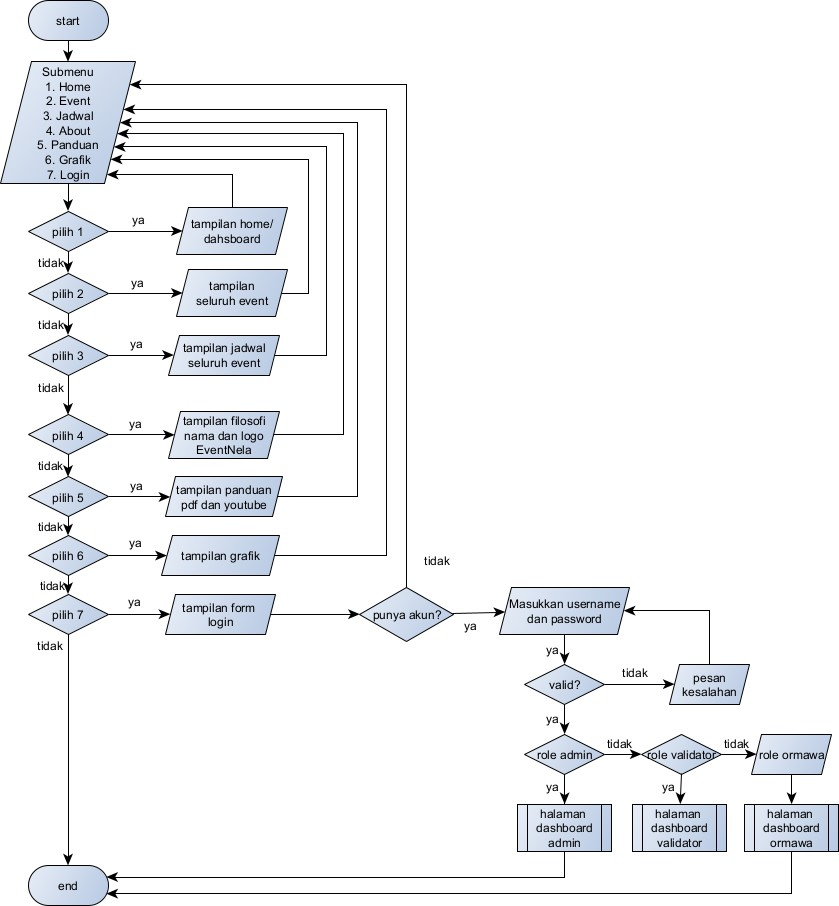 start
Submenu
1. Home
2. Event
3. Jadwal
4. About
5. Panduan
6. Grafik
7. Login
pilih 1
ya
tampilan home/
dahsboard
tidak
pilih 2
ya
tampilan
seluruh event
tidak
pilih 3
ya
tampilan jadwal
seluruh event
tidak
pilih 4
ya
tampilan filosofi
nama dan logo
EventNela
tidak
pilih 5
ya
tampilan panduan
pdf dan youtube
tidak
pilih 6
ya
tampilan grafik
tidak
pilih 7
ya
tampilan form
login
punya akun?
tidak
ya
Masukkan username
dan password
tidak
ya
valid?
tidak
pesan
kesalahan
ya
role admin
tidak
role validator
tidak
role ormawa
ya
ya
halaman
dashboard
admin
halaman
dashboard
validator
halaman
dashboard
ormawa
end